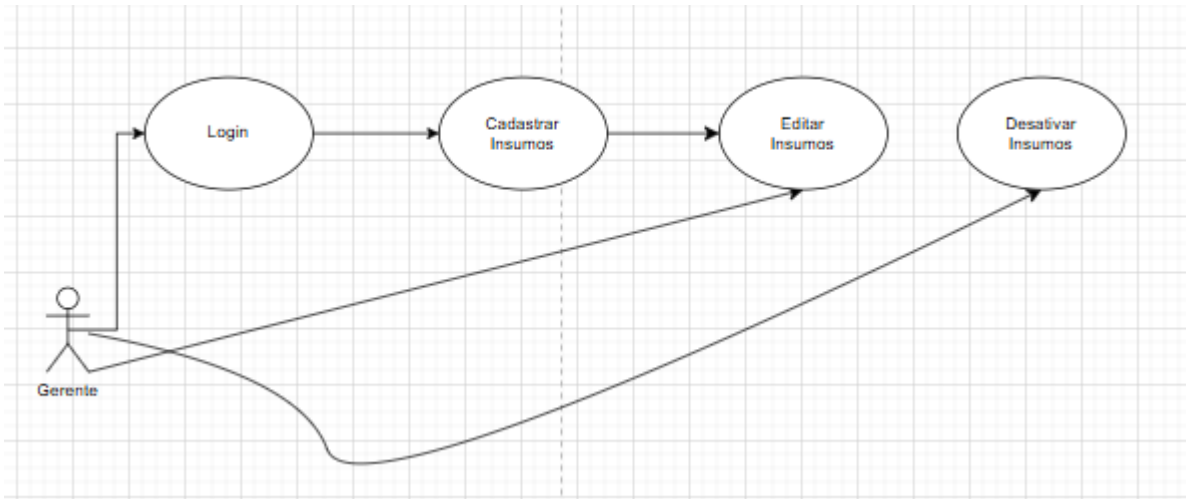 Login
Cadastrar
Insumos
Editar
Insumos
Desativar
Insumos
Gerente